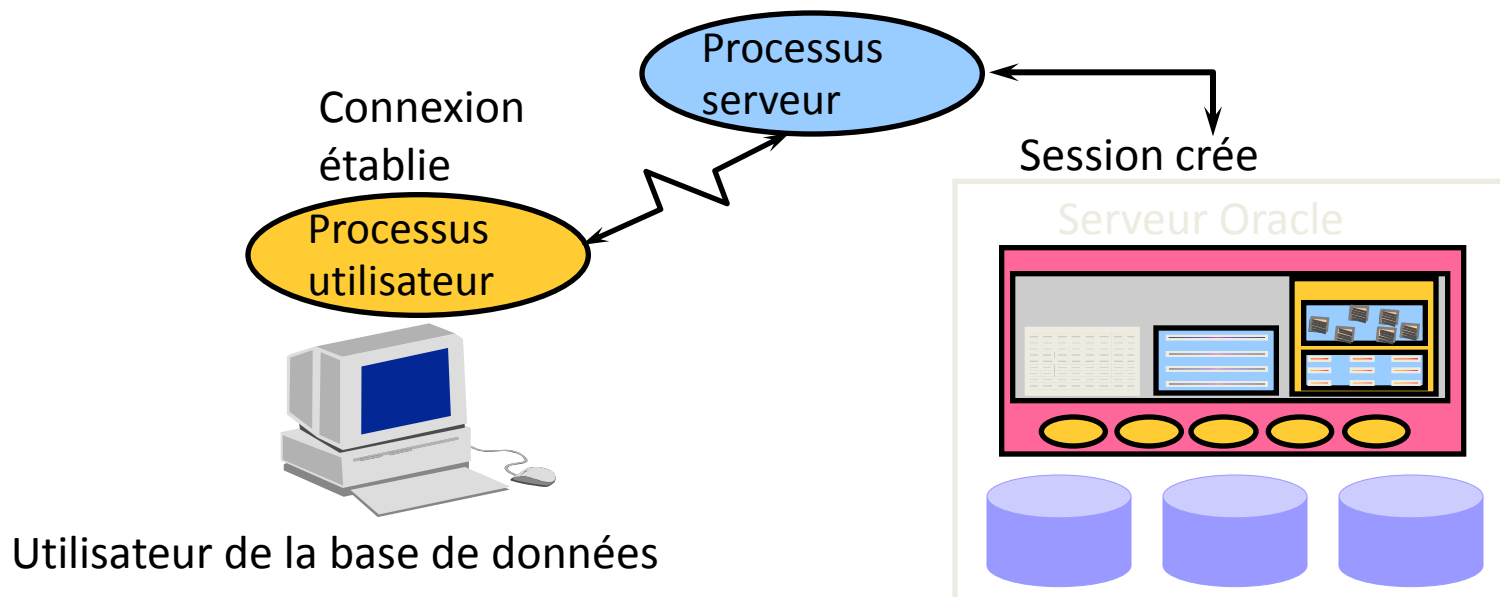 Processus
serveur
Connexion
établie
Session crée
Processus
utilisateur
Serveur Oracle
Utilisateur de la base de données